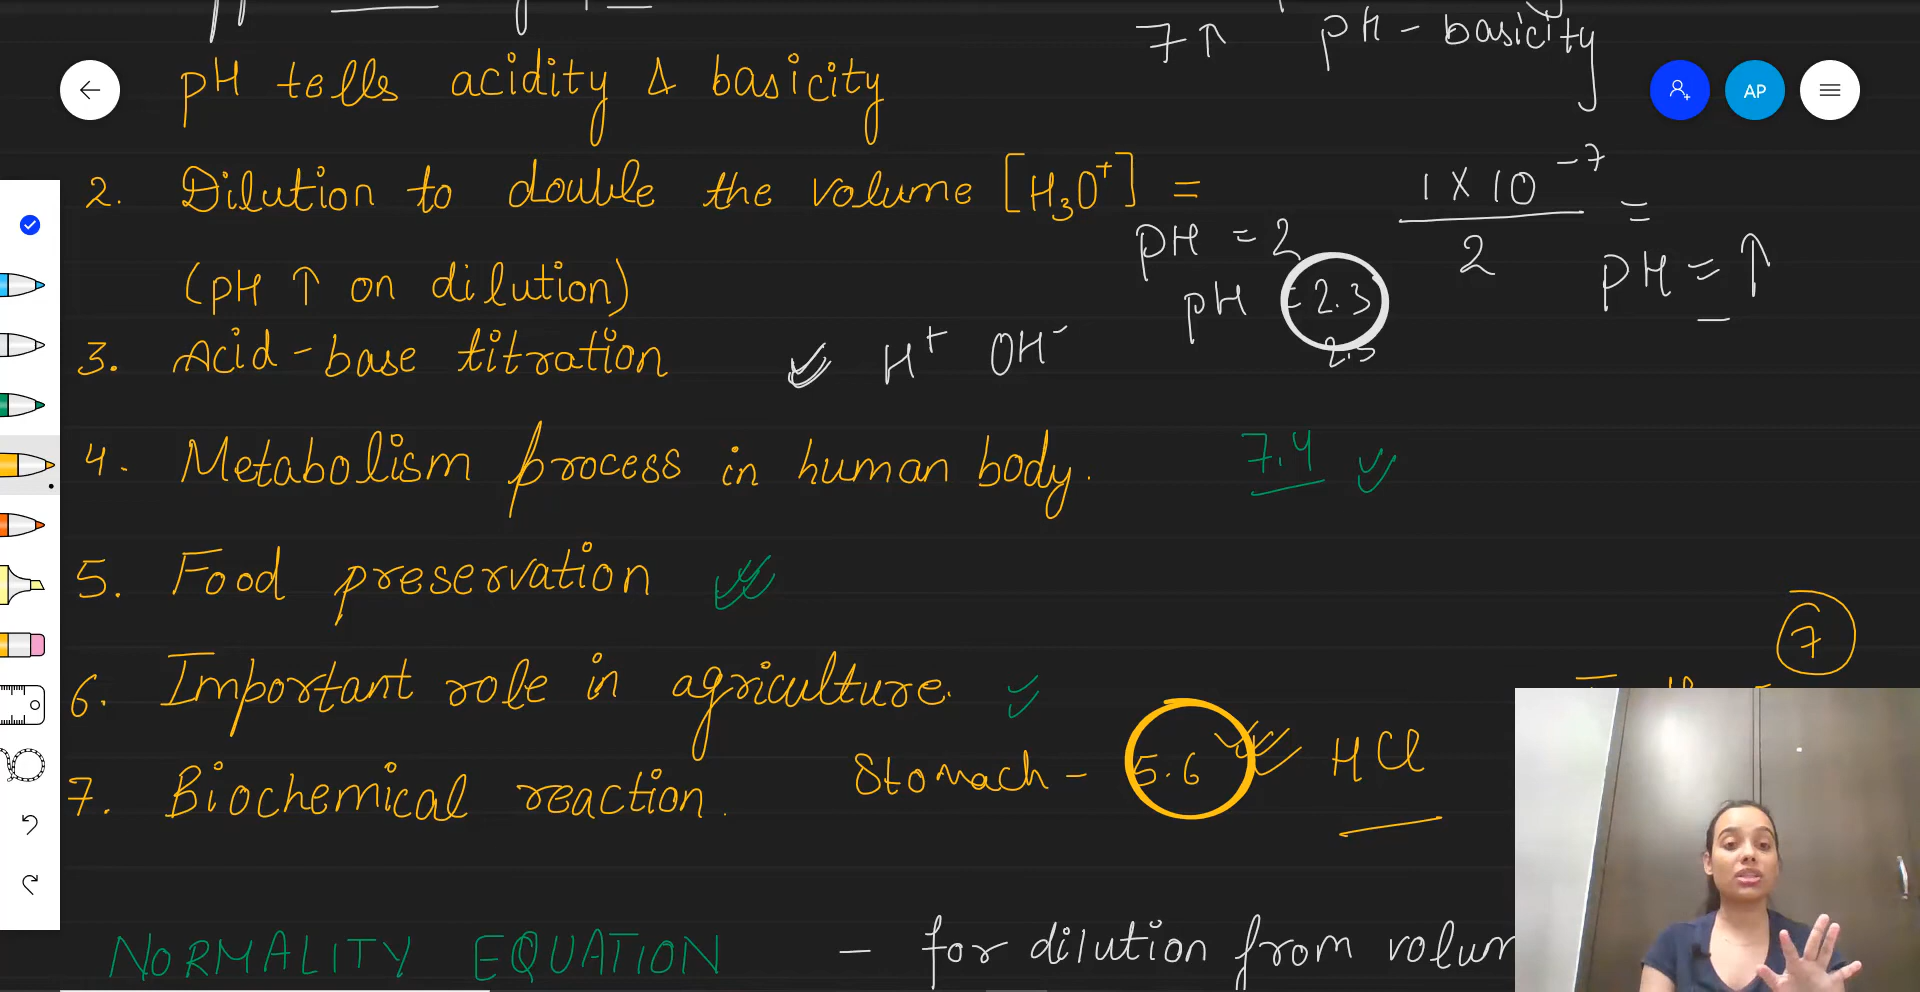 7↑ pH - basicity
pH tells acidity & basicity
AP
2. Dilution to double the volume [H₃O⁺] =
1 X 10⁻⁷ / 2 =
pH = 2
(pH ↑ on dilution)
pH = 2.3
pH = ↑
2.3
3. Acid-base titration
H⁺ OH⁻
4. Metabolism process in human body.
7.4
5. Food preservation
7
6. Important role in agriculture.
Stomach - 5.6 HCl
7. Biochemical reaction.
NORMALITY EQUATION - for dilution from volum